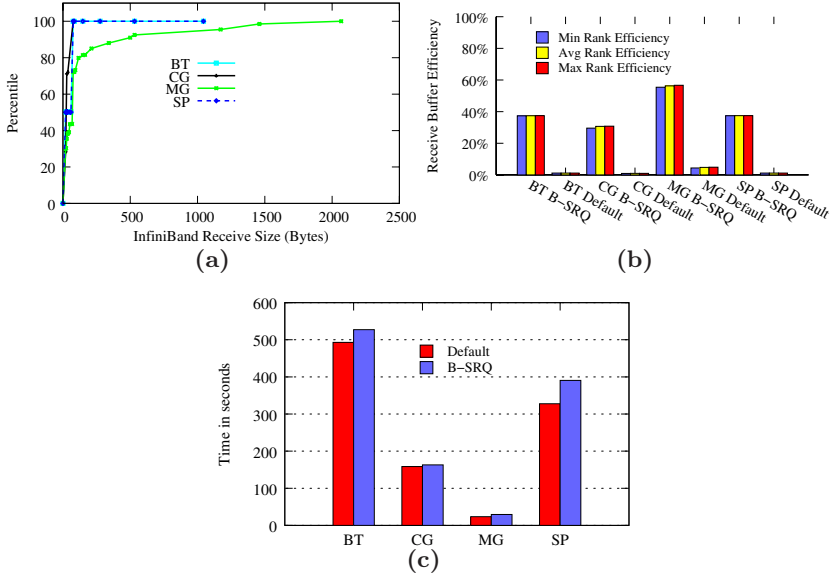 100
80
60
40
20
0
Percentile
BT
CG
MG
SP
0 500 1000 1500 2000 2500
InfiniBand Receive Size (Bytes)
(a)
100%
80%
60%
40%
20%
0%
Receive Buffer Efficiency
Min Rank Efficiency
Avg Rank Efficiency
Max Rank Efficiency
BT B−SRQ
BT Default
CG B−SRQ
CG Default
MG B−SRQ
MG Default
SP B−SRQ
SP Default
(b)
600
500
400
300
200
100
0
Time in seconds
Default
B−SRQ
BT CG MG SP
(c)